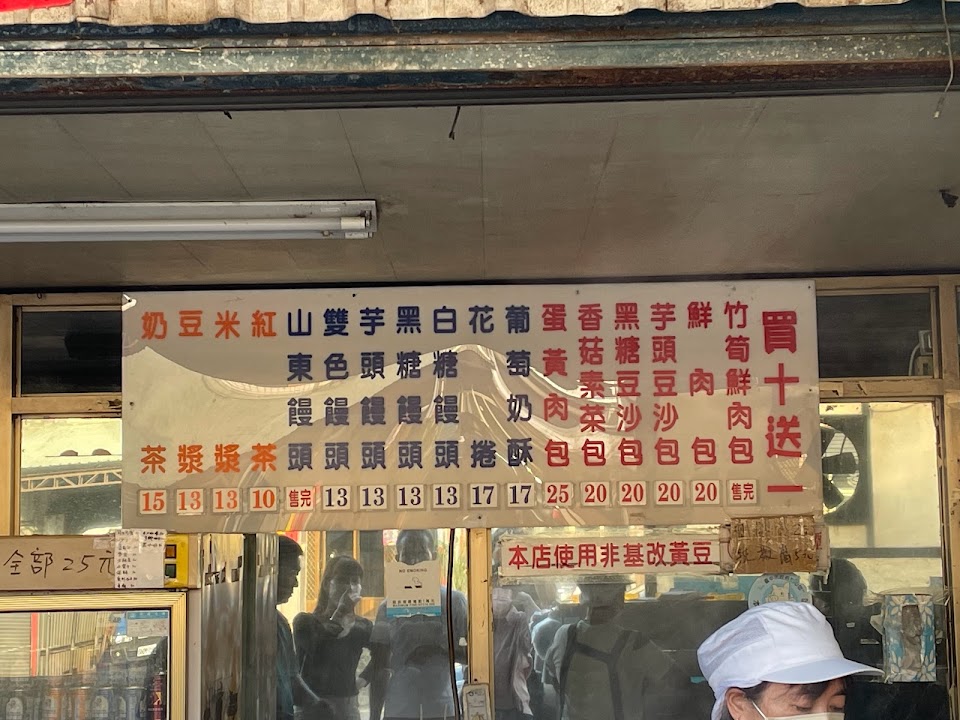 買十送一
竹筍鮮肉包 售完
鮮肉包 20
芋頭豆沙包 20
黑糖豆沙包 20
香菇素菜包 20
蛋黃肉包 25
葡萄奶酥 17
花捲 17
白糖饅頭 13
黑糖饅頭 13
芋頭饅頭 13
雙色饅頭 13
山東饅頭 售完
紅茶 10
米漿 13
豆漿 13
奶茶 15
本店使用非基改黃豆
全部25元
NO SMOKING